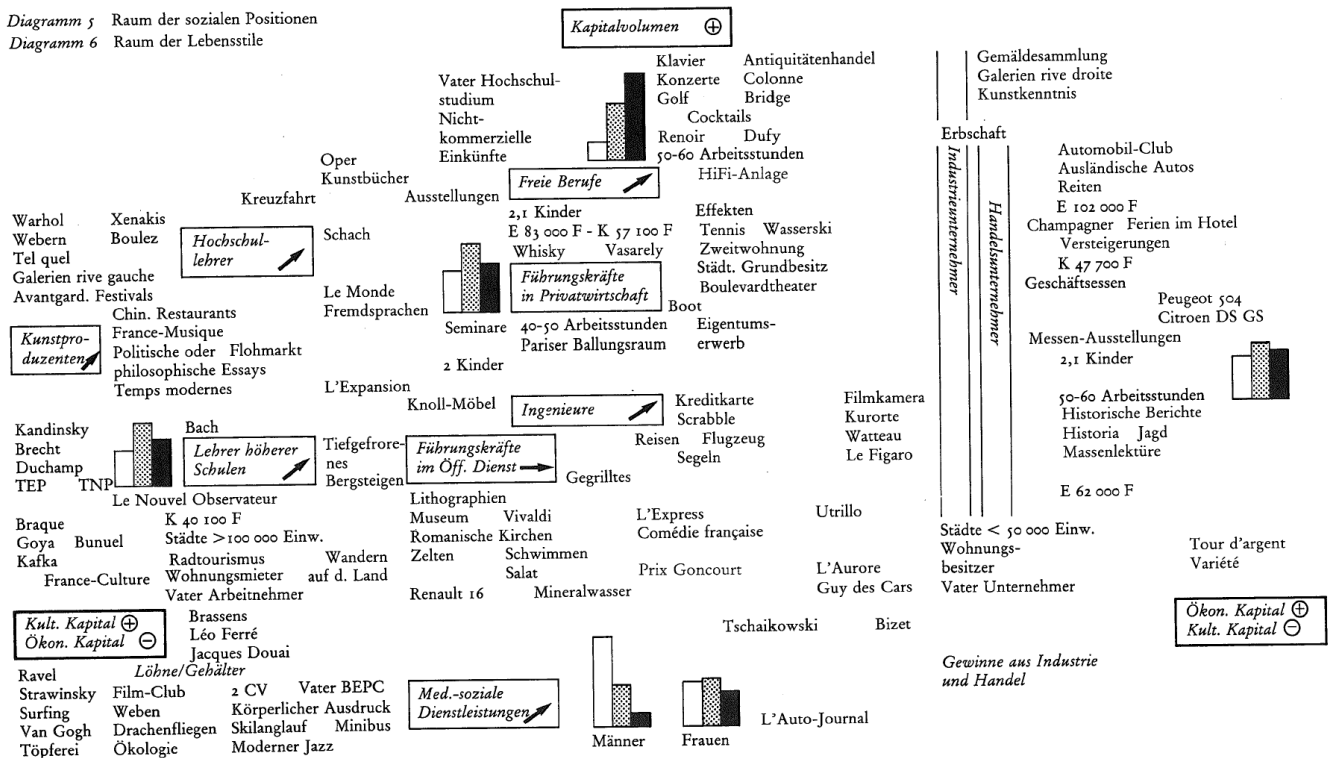 Diagramm 5 Raum der sozialen Positionen
Diagramm 6 Raum der Lebensstile
Kapitalvolumen ⊕
Klavier Antiquitätenhandel
Konzerte Colonne
Golf Bridge
Cocktails
Renoir Dufy
50-60 Arbeitsstunden
HiFi-Anlage
Vater Hochschul-
studium
Nicht-
kommerzielle
Einkünfte
Gemäldesammlung
Galerien rive droite
Kunstkenntnis
Erbschaft
Industrieunternehmer
Handelsunternehmer
Automobil-Club
Ausländische Autos
Reiten
E 102 000 F
Champagner Ferien im Hotel
Versteigerungen
K 47 700 F
Geschäftsessen
Peugeot 504
Citroen DS GS
Messen-Ausstellungen
2,1 Kinder
50-60 Arbeitsstunden
Historische Berichte
Historia Jagd
Massenlektüre
E 62 000 F
Oper
Kunstbücher
Kreuzfahrt
Ausstellungen
Freie Berufe
2,1 Kinder
E 83 000 F - K 57 100 F
Whisky Vasarely
Führungskräfte
in Privatwirtschaft
Effekten
Tennis Wasserski
Zweitwohnung
Städt. Grundbesitz
Boulevardtheater
Boot
40-50 Arbeitsstunden
Pariser Ballungsraum
Eigentums-
erwerb
Warhol Xenakis
Webern Boulez
Tel quel
Galerien rive gauche
Avantgard. Festivals
Hochschul-
lehrer
Schach
Le Monde
Fremdsprachen
Seminare
2 Kinder
Kunstpro-
duzenten
Chin. Restaurants
France-Musique
Politische oder Flohmarkt
philosophische Essays
Temps modernes
L'Expansion
Knoll-Möbel
Ingenieure
Kreditkarte
Scrabble
Reisen Flugzeug
Segeln
Filmkamera
Kurorte
Watteau
Le Figaro
Kandinsky
Brecht
Duchamp
TEP TNP
Bach
Lehrer höherer
Schulen
Tiefgefrore-
nes
Bergsteigen
Führungskräfte
im Öff. Dienst
Gegrilltes
Le Nouvel Observateur
K 40 100 F
Städte > 100 000 Einw.
Braque
Goya Bunuel
Kafka
France-Culture
Radtourismus
Wohnungsmieter
Vater Arbeitnehmer
Wandern
auf d. Land
Lithographien
Museum Vivaldi
Romanische Kirchen
Zelten Schwimmen
Salat
Renault 16 Mineralwasser
L'Express
Comédie française
Prix Goncourt
Utrillo
L'Aurore
Guy des Cars
Städte < 50 000 Einw.
Wohnungs-
besitzer
Vater Unternehmer
Tour d'argent
Variété
Kult. Kapital ⊕
Ökon. Kapital ⊖
Ökon. Kapital ⊕
Kult. Kapital ⊖
Brassens
Léo Ferré
Jacques Douai
Tschaikowski Bizet
Gewinne aus Industrie
und Handel
Löhne/Gehälter
Ravel
Strawinsky
Surfing
Van Gogh
Töpferei
Film-Club
Weben
Drachenfliegen
Ökologie
2 CV Vater BEPC
Körperlicher Ausdruck
Skilanglauf Minibus
Moderner Jazz
Med.-soziale
Dienstleistungen
Männer
Frauen
L'Auto-Journal